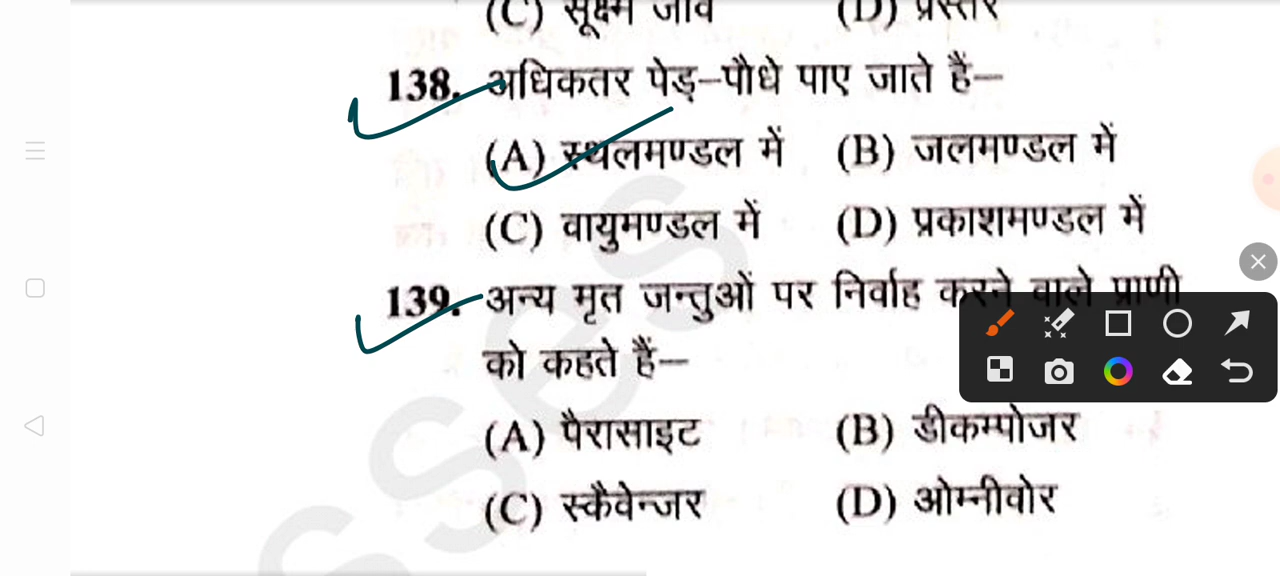 (C) सूक्ष्म जीव (D) प्रस्तर
138. अधिकतर पेड़-पौधे पाए जाते हैं–
(A) स्थलमण्डल में (B) जलमण्डल में
(C) वायुमण्डल में (D) प्रकाशमण्डल में
139. अन्य मृत जन्तुओं पर निर्वाह करने वाले प्राणी
को कहते हैं–
(A) पैरासाइट (B) डीकम्पोजर
(C) स्कैवेन्जर (D) ओम्नीवोर
ses